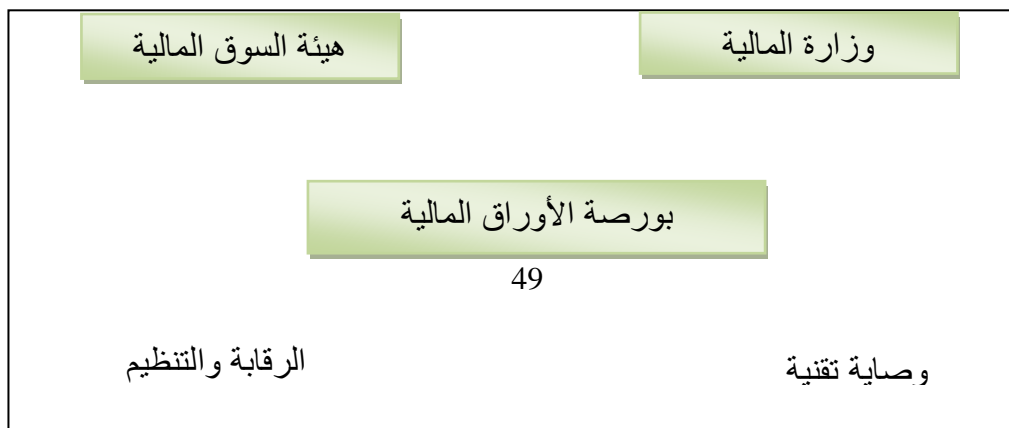 وزارة المالية
هيئة السوق المالية
بورصة الأوراق المالية
49
وصاية تقنية
الرقابة والتنظيم